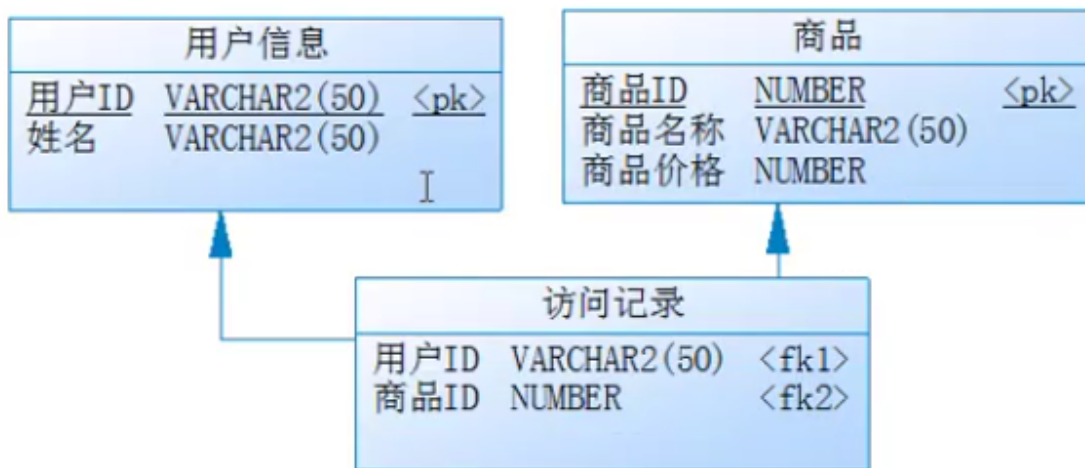 用户信息
用户ID VARCHAR2(50) <pk>
姓名 VARCHAR2(50)
商品
商品ID NUMBER <pk>
商品名称 VARCHAR2(50)
商品价格 NUMBER
访问记录
用户ID VARCHAR2(50) <fk1>
商品ID NUMBER <fk2>